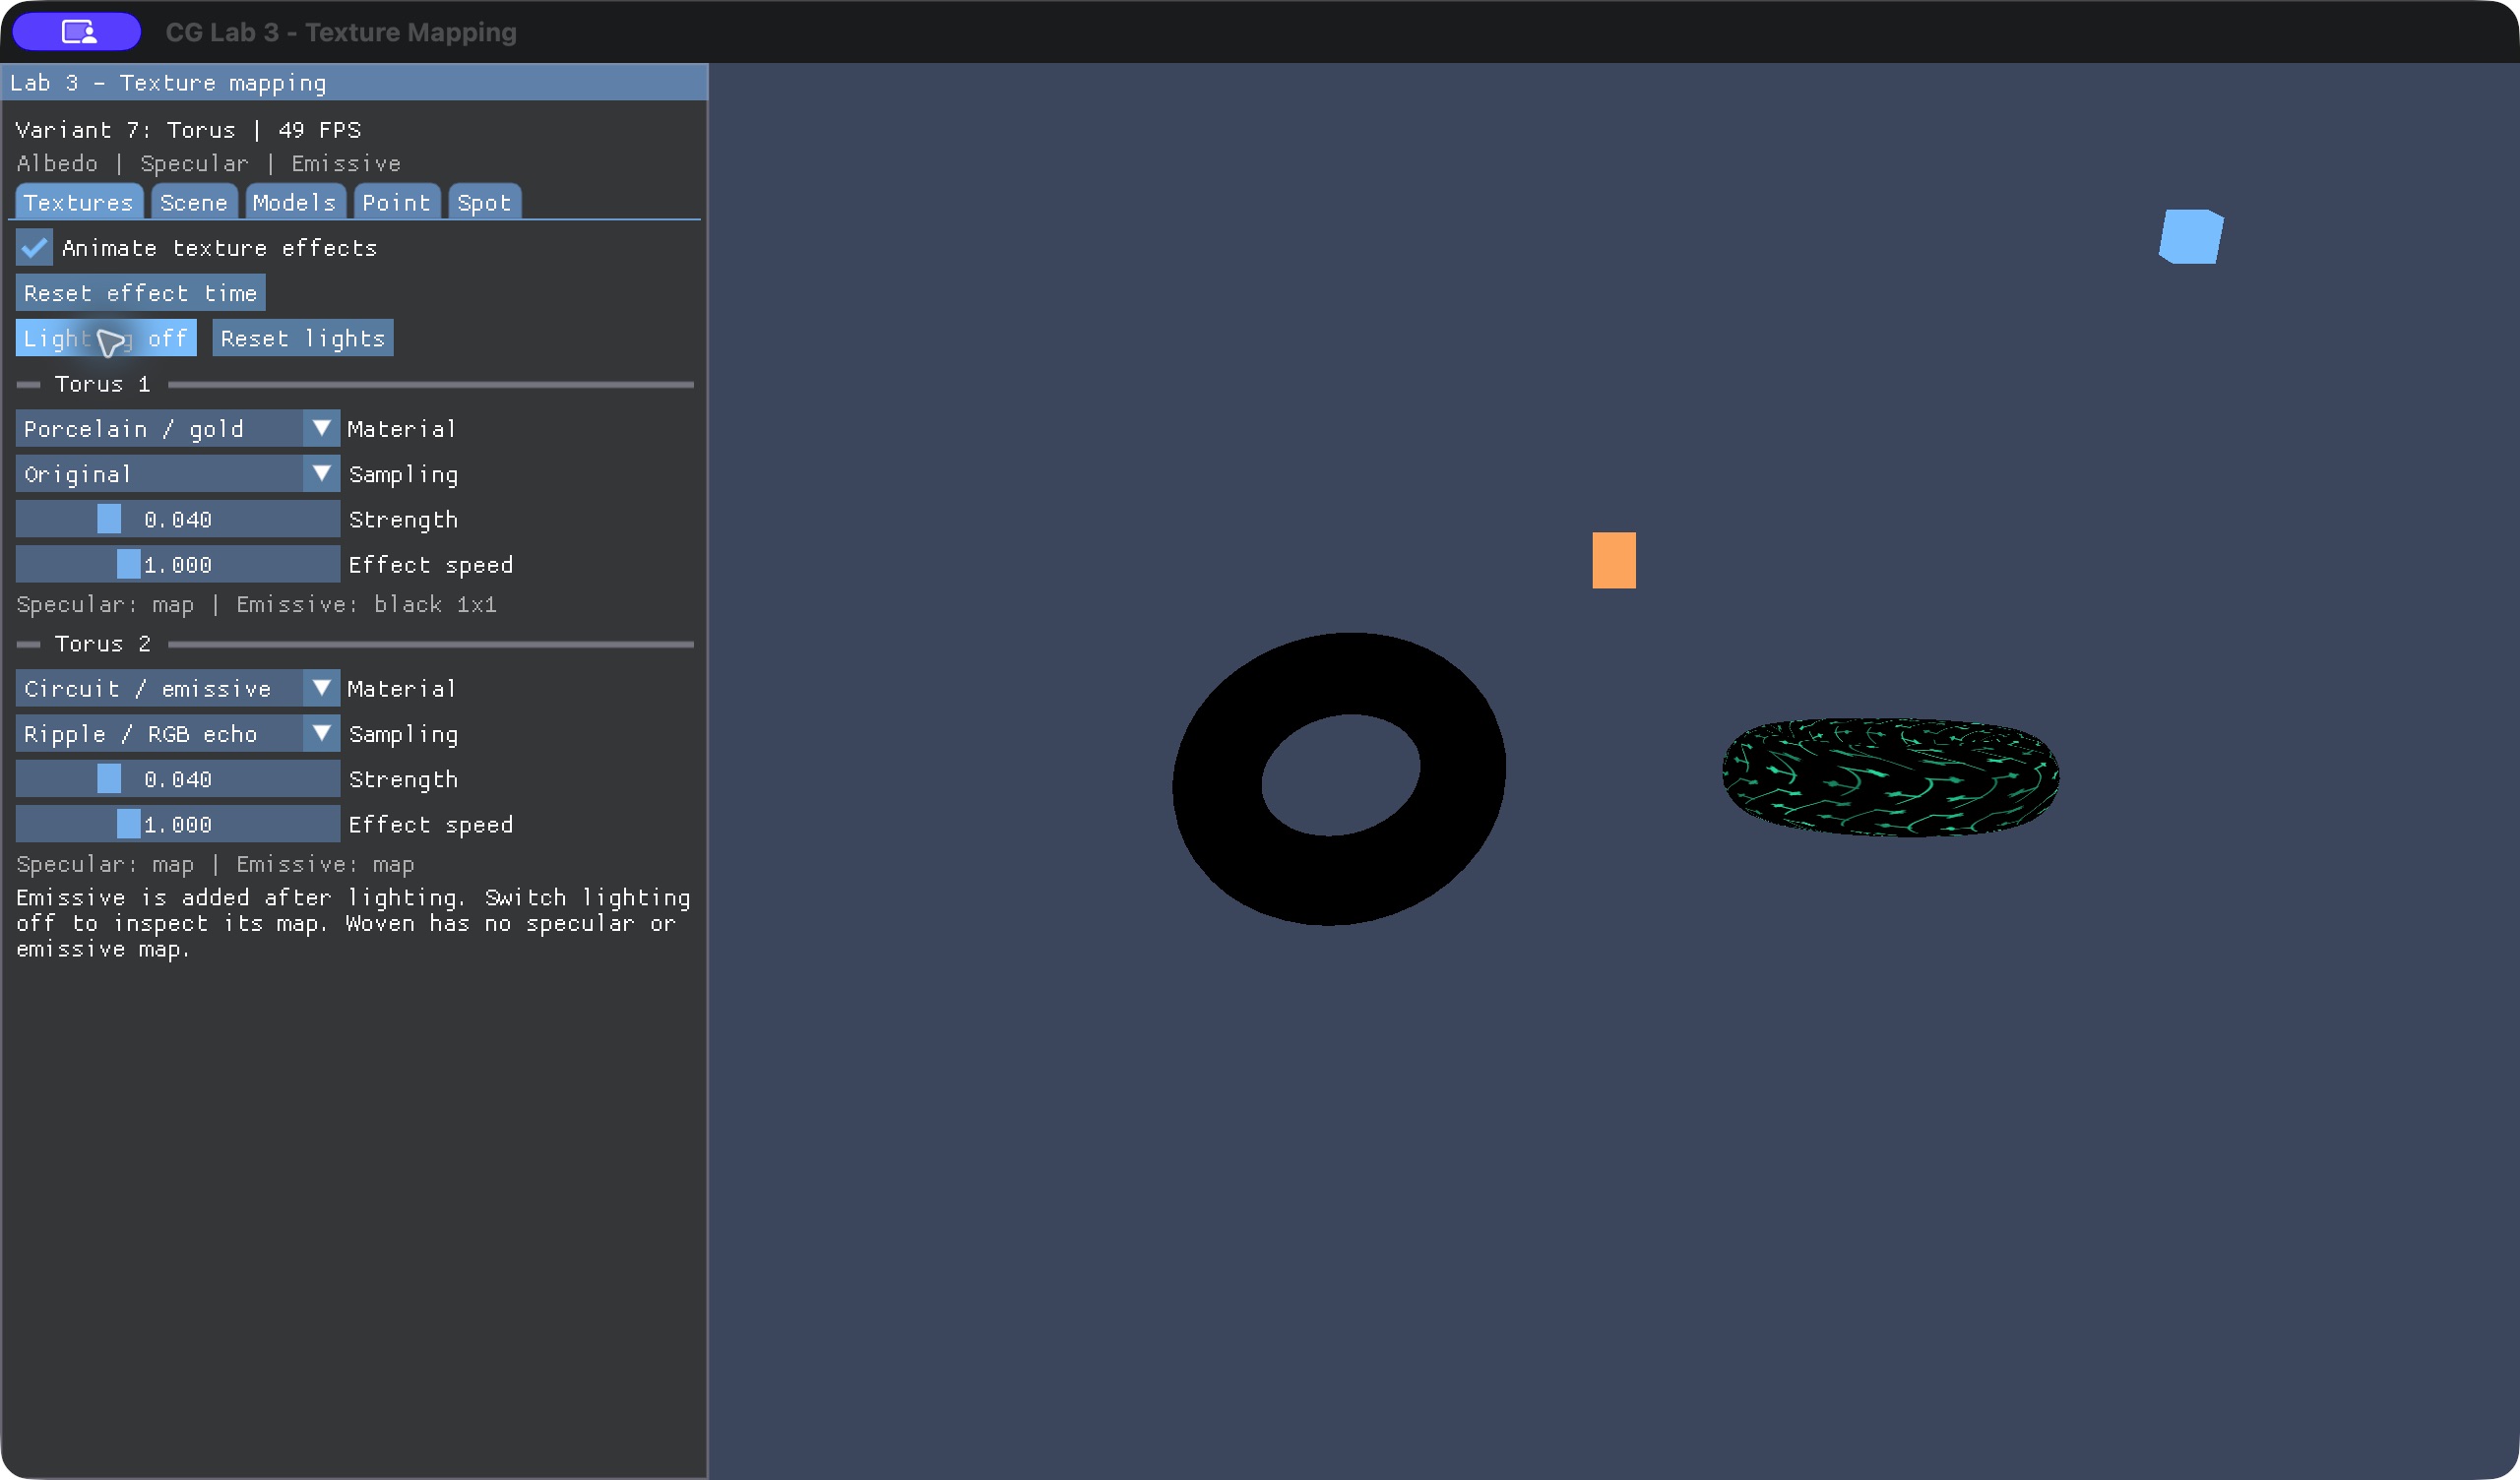 CG Lab 3 - Texture Mapping
Lab 3 - Texture mapping
Variant 7: Torus | 49 FPS
Albedo | Specular | Emissive
Textures Scene Models Point Spot
Animate texture effects
Reset effect time
Lighting off Reset lights
Torus 1
Porcelain / gold Material
Original Sampling
0.040 Strength
1.000 Effect speed
Specular: map | Emissive: black 1x1
Torus 2
Circuit / emissive Material
Ripple / RGB echo Sampling
0.040 Strength
1.000 Effect speed
Specular: map | Emissive: map
Emissive is added after lighting. Switch lighting
off to inspect its map. Woven has no specular or
emissive map.